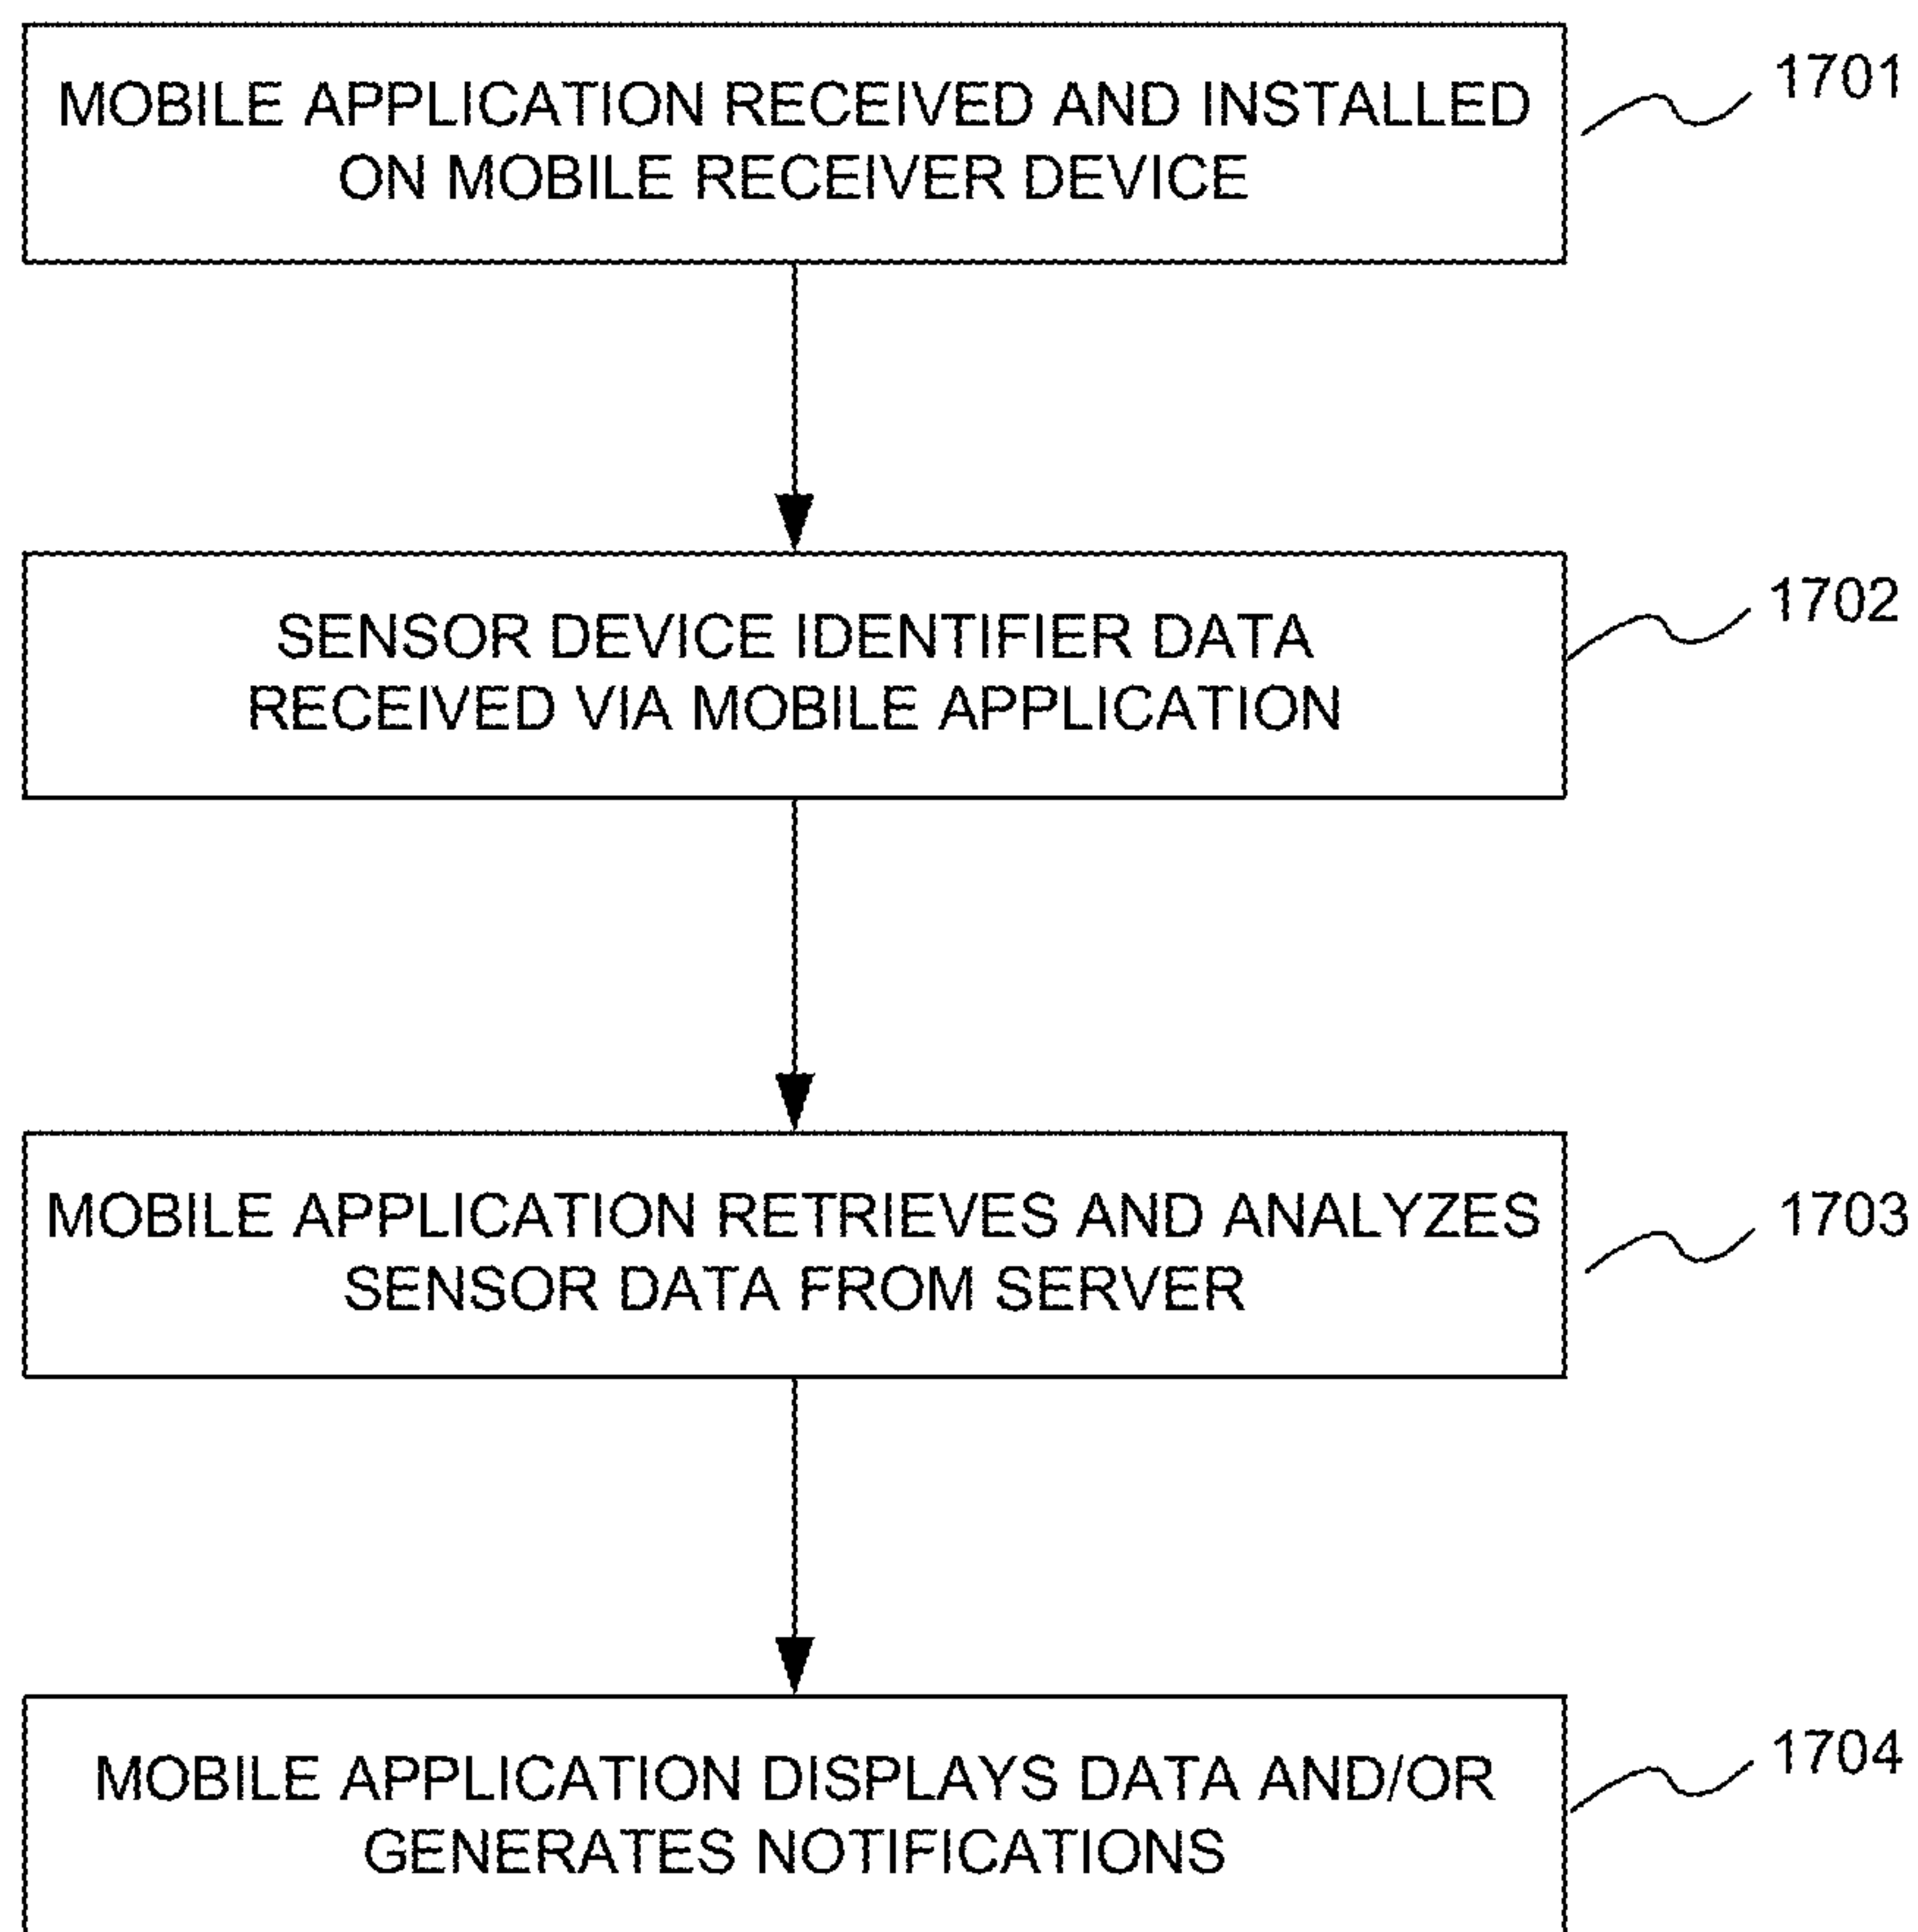 MOBILE APPLICATION RECEIVED AND INSTALLED
ON MOBILE RECEIVER DEVICE
1701
SENSOR DEVICE IDENTIFIER DATA
RECEIVED VIA MOBILE APPLICATION
1702
MOBILE APPLICATION RETRIEVES AND ANALYZES
SENSOR DATA FROM SERVER
1703
MOBILE APPLICATION DISPLAYS DATA AND/OR
GENERATES NOTIFICATIONS
1704